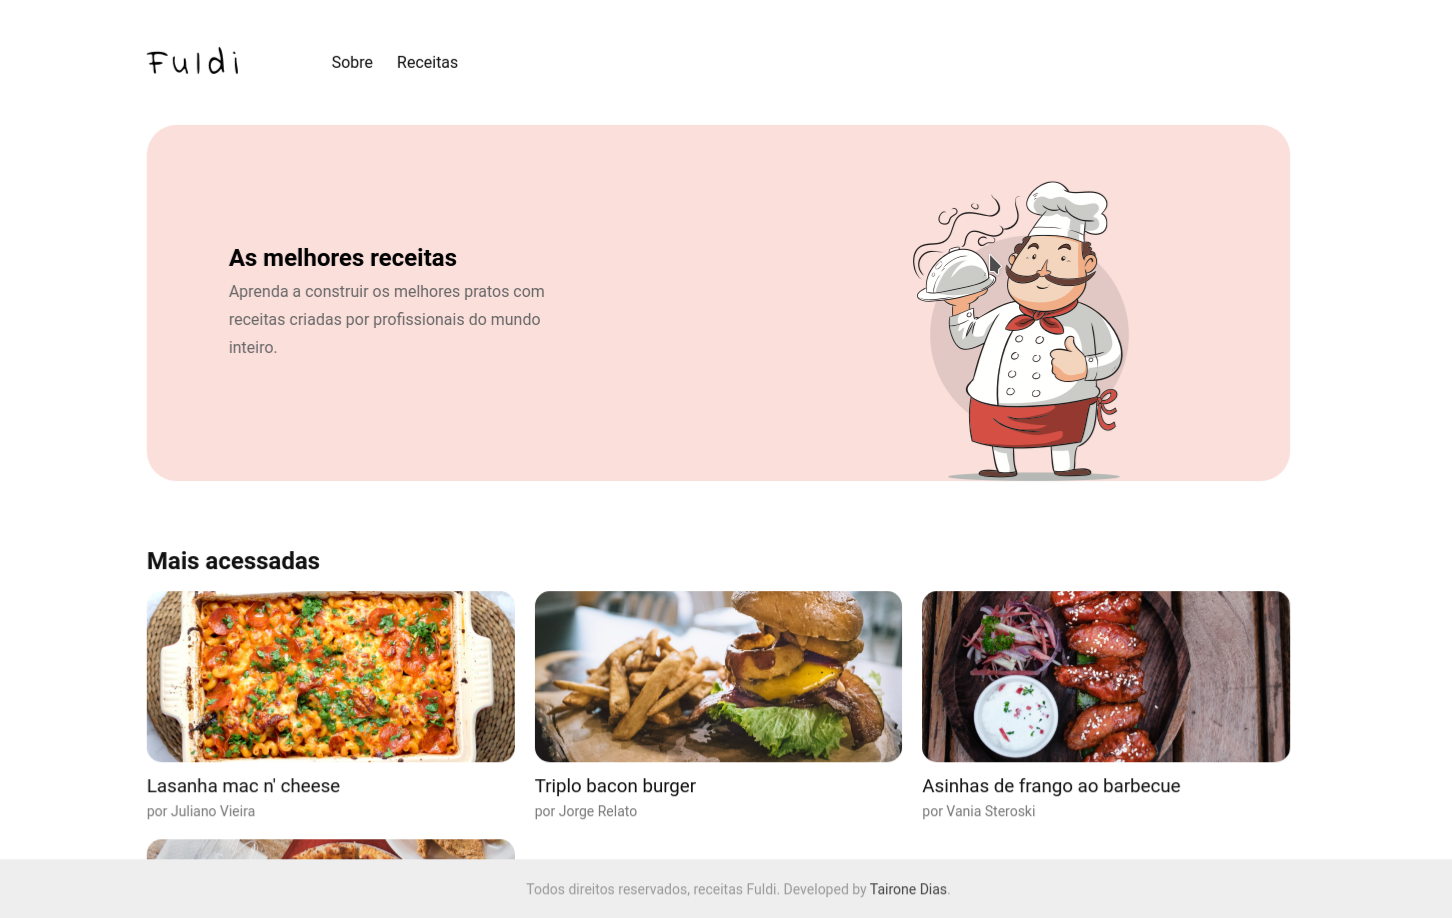 Fuldi
Sobre Receitas
As melhores receitas
Aprenda a construir os melhores pratos com
receitas criadas por profissionais do mundo
inteiro.
Mais acessadas
Lasanha mac n' cheese
por Juliano Vieira
Triplo bacon burger
por Jorge Relato
Asinhas de frango ao barbecue
por Vania Steroski
Todos direitos reservados, receitas Fuldi. Developed by Tairone Dias.